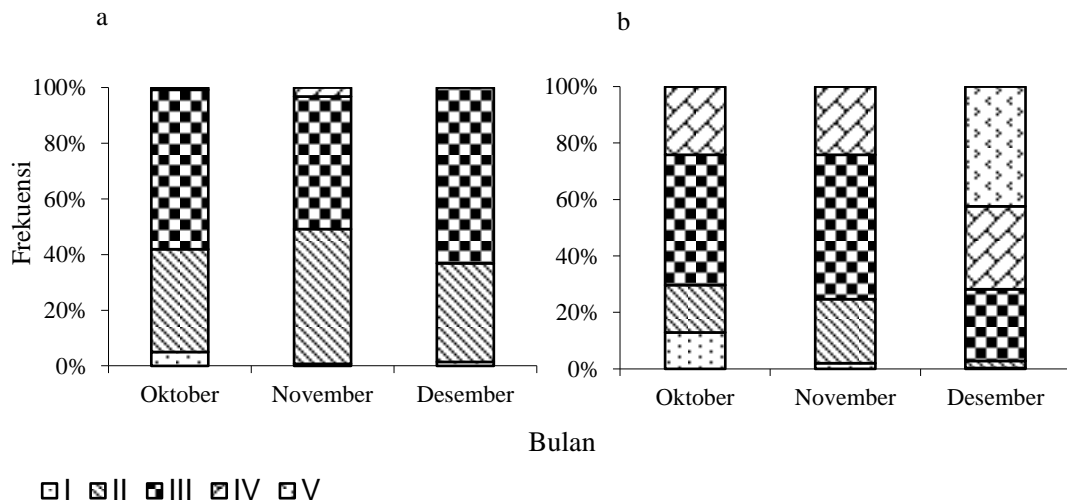 a
b
Frekuensi
100%
80%
60%
40%
20%
0%
Oktober November Desember
100%
80%
60%
40%
20%
0%
Oktober November Desember
Bulan
I II III IV V